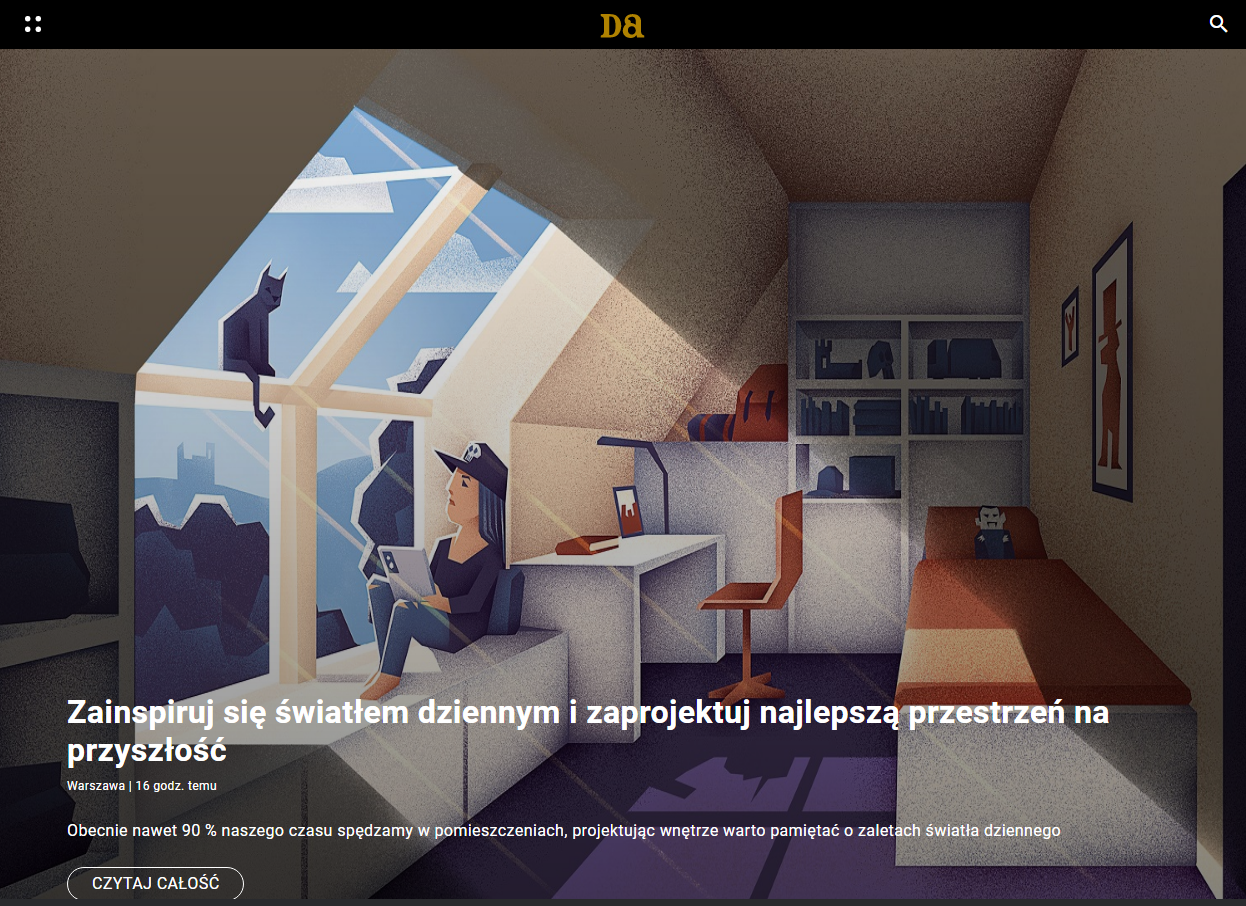 Da
Zainspiruj się światłem dziennym i zaprojektuj najlepszą przestrzeń na
przyszłość
Warszawa | 16 godz. temu
Obecnie nawet 90 % naszego czasu spędzamy w pomieszczeniach, projektując wnętrze warto pamiętać o zaletach światła dziennego
CZYTAJ CAŁOŚĆ